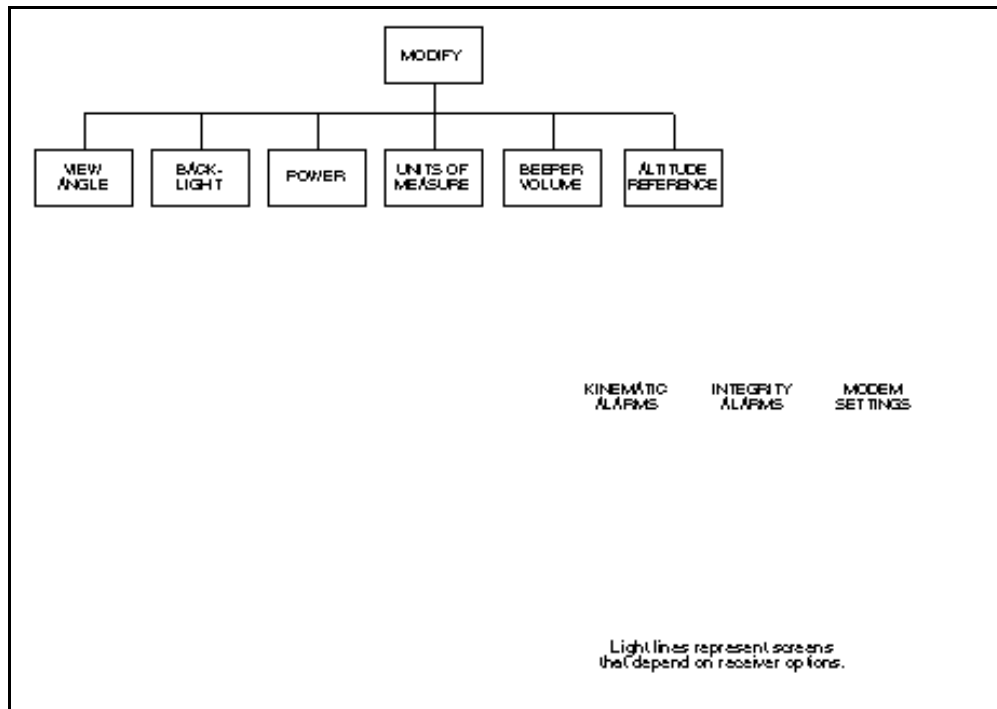 MODIFY
VIEW
ANGLE
BACK-
LIGHT
POWER
UNITS OF
MEASURE
BEEPER
VOLUME
ALTITUDE
REFERENCE
KINEMATIC
ALARMS
INTEGRITY
ALARMS
MODEM
SETTINGS
Light lines represent screens
that depend on receiver options.